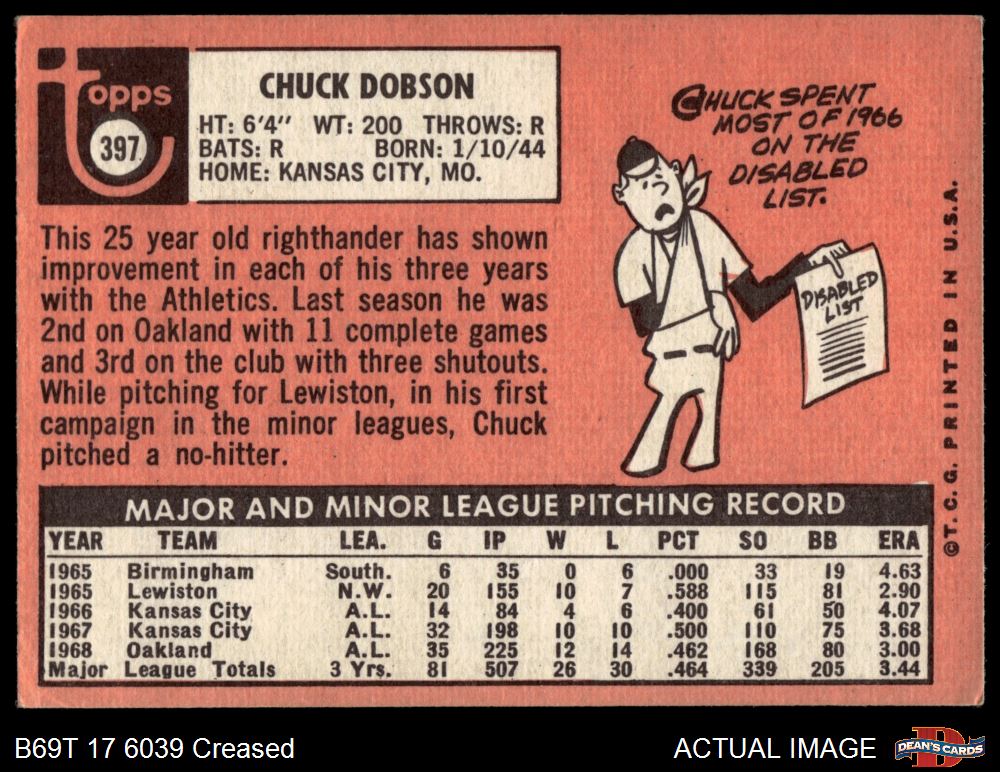 Topps
397
CHUCK DOBSON
HT: 6'4" WT: 200 THROWS: R
BATS: R BORN: 1/10/44
HOME: KANSAS CITY, MO.
CHUCK SPENT
MOST OF 1966
ON THE
DISABLED
LIST.
DISABLED
LIST
This 25 year old righthander has shown
improvement in each of his three years
with the Athletics. Last season he was
2nd on Oakland with 11 complete games
and 3rd on the club with three shutouts.
While pitching for Lewiston, in his first
campaign in the minor leagues, Chuck
pitched a no-hitter.
©T.C.G. PRINTED IN U.S.A.
MAJOR AND MINOR LEAGUE PITCHING RECORD
YEAR TEAM LEA. G IP W L PCT SO BB ERA
1965 Birmingham South. 6 35 0 6 .000 33 19 4.63
1965 Lewiston N.W. 20 155 10 7 .588 115 81 2.90
1966 Kansas City A.L. 14 84 4 6 .400 61 50 4.07
1967 Kansas City A.L. 32 198 10 10 .500 110 75 3.68
1968 Oakland A.L. 35 225 12 14 .462 168 80 3.00
Major League Totals 3 Yrs. 81 507 26 30 .464 339 205 3.44
B69T 17 6039 Creased
ACTUAL IMAGE
D
DEAN'S CARDS